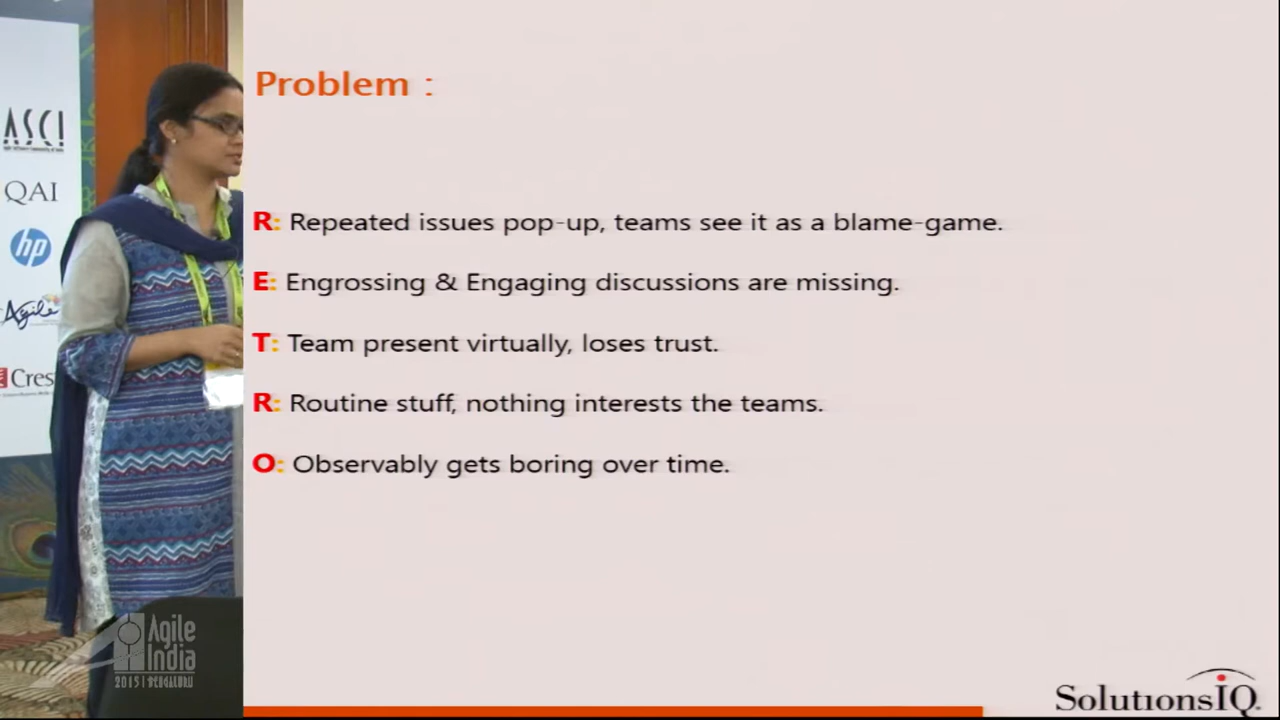 Problem :
R: Repeated issues pop-up, teams see it as a blame-game.
E: Engrossing & Engaging discussions are missing.
T: Team present virtually, loses trust.
R: Routine stuff, nothing interests the teams.
O: Observably gets boring over time.
SolutionsIQ
ASCI
QAI
hp
Agile
Cres
Agile
India
2015 | BENGALURU